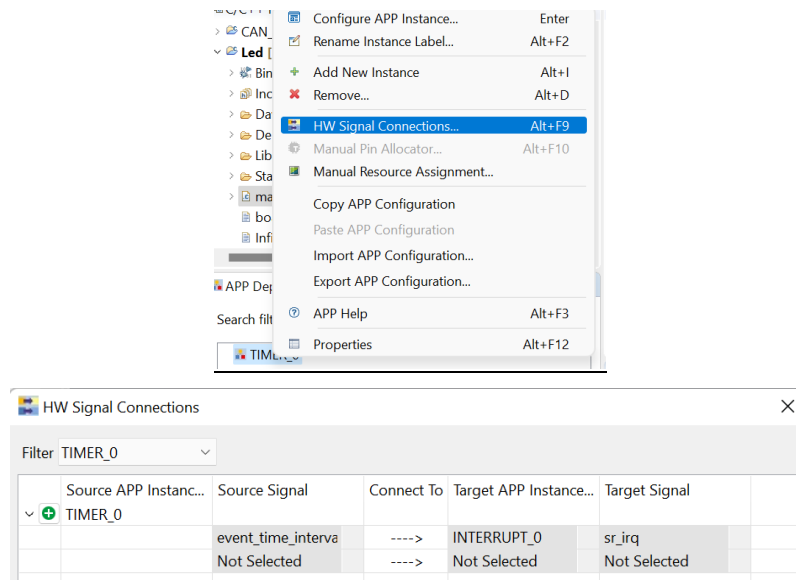 Configure APP Instance... Enter
CAN_
Rename Instance Label... Alt+F2
Led [
Bin
Add New Instance Alt+I
Inc
Remove... Alt+D
Da
De
HW Signal Connections... Alt+F9
Lib
Manual Pin Allocator... Alt+F10
Sta
Manual Resource Assignment...
ma
Copy APP Configuration
bo
Paste APP Configuration
Inf
Import APP Configuration...
APP Dep
Export APP Configuration...
Search filt
APP Help Alt+F3
Properties Alt+F12
TIMER_0
HW Signal Connections
Filter TIMER_0
Source APP Instanc... Source Signal Connect To Target APP Instance... Target Signal
TIMER_0
event_time_interva ----> INTERRUPT_0 sr_irq
Not Selected ----> Not Selected Not Selected